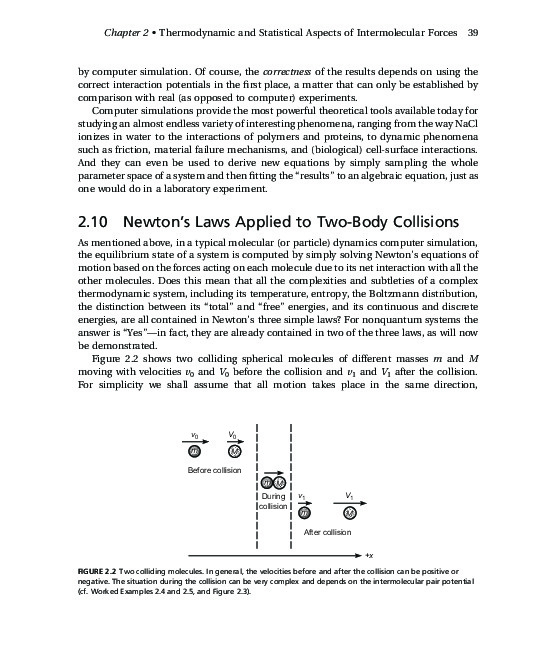 Chapter 2 • Thermodynamic and Statistical Aspects of Intermolecular Forces 39
by computer simulation. Of course, the correctness of the results depends on using the
correct interaction potentials in the first place, a matter that can only be established by
comparison with real (as opposed to computer) experiments.
Computer simulations provide the most powerful theoretical tools available today for
studying an almost endless variety of interesting phenomena, ranging from the way NaCl
ionizes in water to the interactions of polymers and proteins, to dynamic phenomena
such as friction, material failure mechanisms, and (biological) cell-surface interactions.
And they can even be used to derive new equations by simply sampling the whole
parameter space of a system and then fitting the “results” to an algebraic equation, just as
one would do in a laboratory experiment.
2.10 Newton’s Laws Applied to Two-Body Collisions
As mentioned above, in a typical molecular (or particle) dynamics computer simulation,
the equilibrium state of a system is computed by simply solving Newton’s equations of
motion based on the forces acting on each molecule due to its net interaction with all the
other molecules. Does this mean that all the complexities and subtleties of a complex
thermodynamic system, including its temperature, entropy, the Boltzmann distribution,
the distinction between its “total” and “free” energies, and its continuous and discrete
energies, are all contained in Newton’s three simple laws? For nonquantum systems the
answer is “Yes”—in fact, they are already contained in two of the three laws, as will now
be demonstrated.
Figure 2.2 shows two colliding spherical molecules of different masses m and M
moving with velocities v₀ and V₀ before the collision and v₁ and V₁ after the collision.
For simplicity we shall assume that all motion takes place in the same direction,
v₀ V₀
m M
Before collision
m M
During
collision
v₁ V₁
m M
After collision
+x
FIGURE 2.2 Two colliding molecules. In general, the velocities before and after the collision can be positive or
negative. The situation during the collision can be very complex and depends on the intermolecular pair potential
(cf. Worked Examples 2.4 and 2.5, and Figure 2.3).